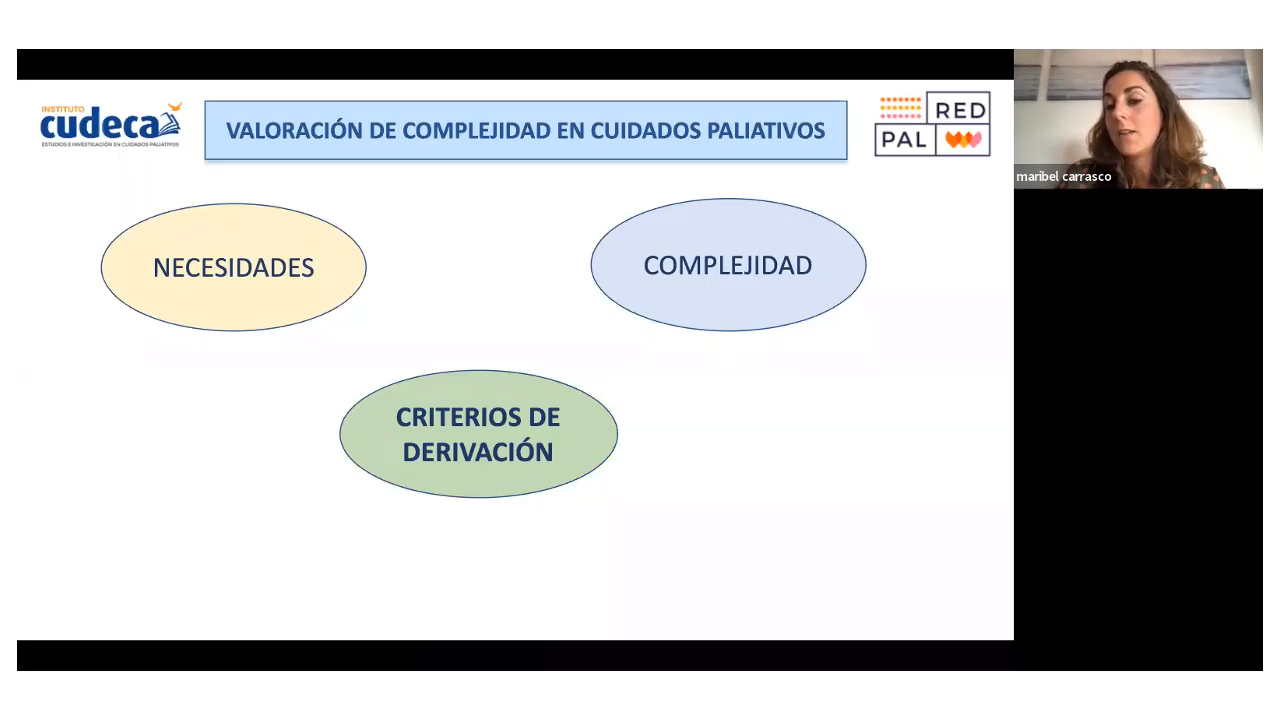 INSTITUTO
cudeca
ESTUDIOS E INVESTIGACIÓN EN CUIDADOS PALIATIVOS
VALORACIÓN DE COMPLEJIDAD EN CUIDADOS PALIATIVOS
RED
PAL
maribel carrasco
NECESIDADES
COMPLEJIDAD
CRITERIOS DE
DERIVACIÓN